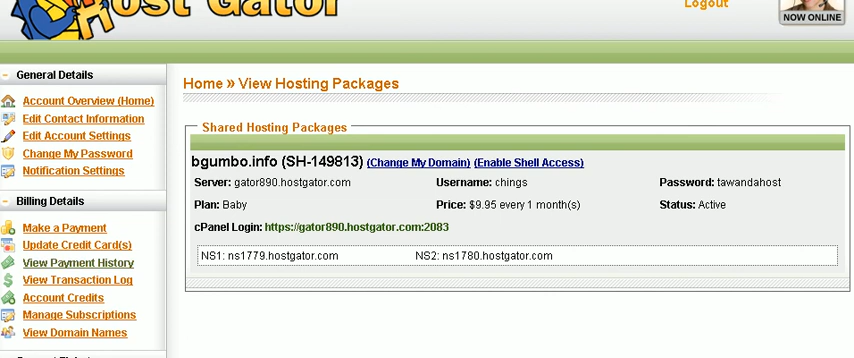 Host Gator
Logout
NOW ONLINE
General Details
Account Overview (Home)
Edit Contact Information
Edit Account Settings
Change My Password
Notification Settings
Billing Details
Make a Payment
Update Credit Card(s)
View Payment History
View Transaction Log
Account Credits
Manage Subscriptions
View Domain Names
Home » View Hosting Packages
Shared Hosting Packages
bgumbo.info (SH-149813) (Change My Domain) (Enable Shell Access)
Server: gator890.hostgator.com Username: chings Password: tawandahost
Plan: Baby Price: $9.95 every 1 month(s) Status: Active
cPanel Login: https://gator890.hostgator.com:2083
NS1: ns1779.hostgator.com NS2: ns1780.hostgator.com